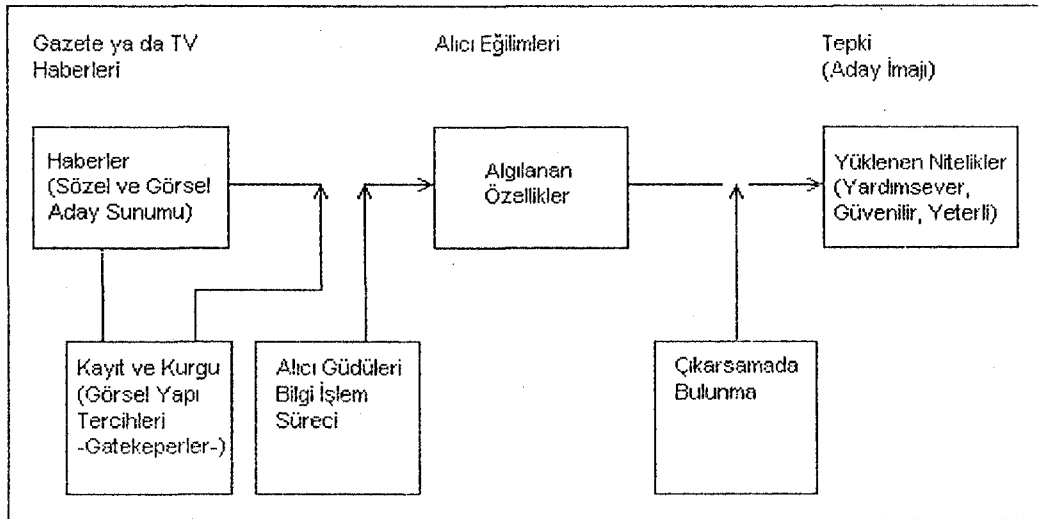 Gazete ya da TV
Haberleri
Alıcı Eğilimleri
Tepki
(Aday İmajı)
Haberler
(Sözel ve Görsel
Aday Sunumu)
Algılanan
Özellikler
Yüklenen Nitelikler
(Yardımsever,
Güvenilir, Yeterli)
Kayıt ve Kurgu
(Görsel Yapı
Tercihleri
-Gatekeperler-)
Alıcı Güdüleri
Bilgi İşlem
Süreci
Çıkarsamada
Bulunma